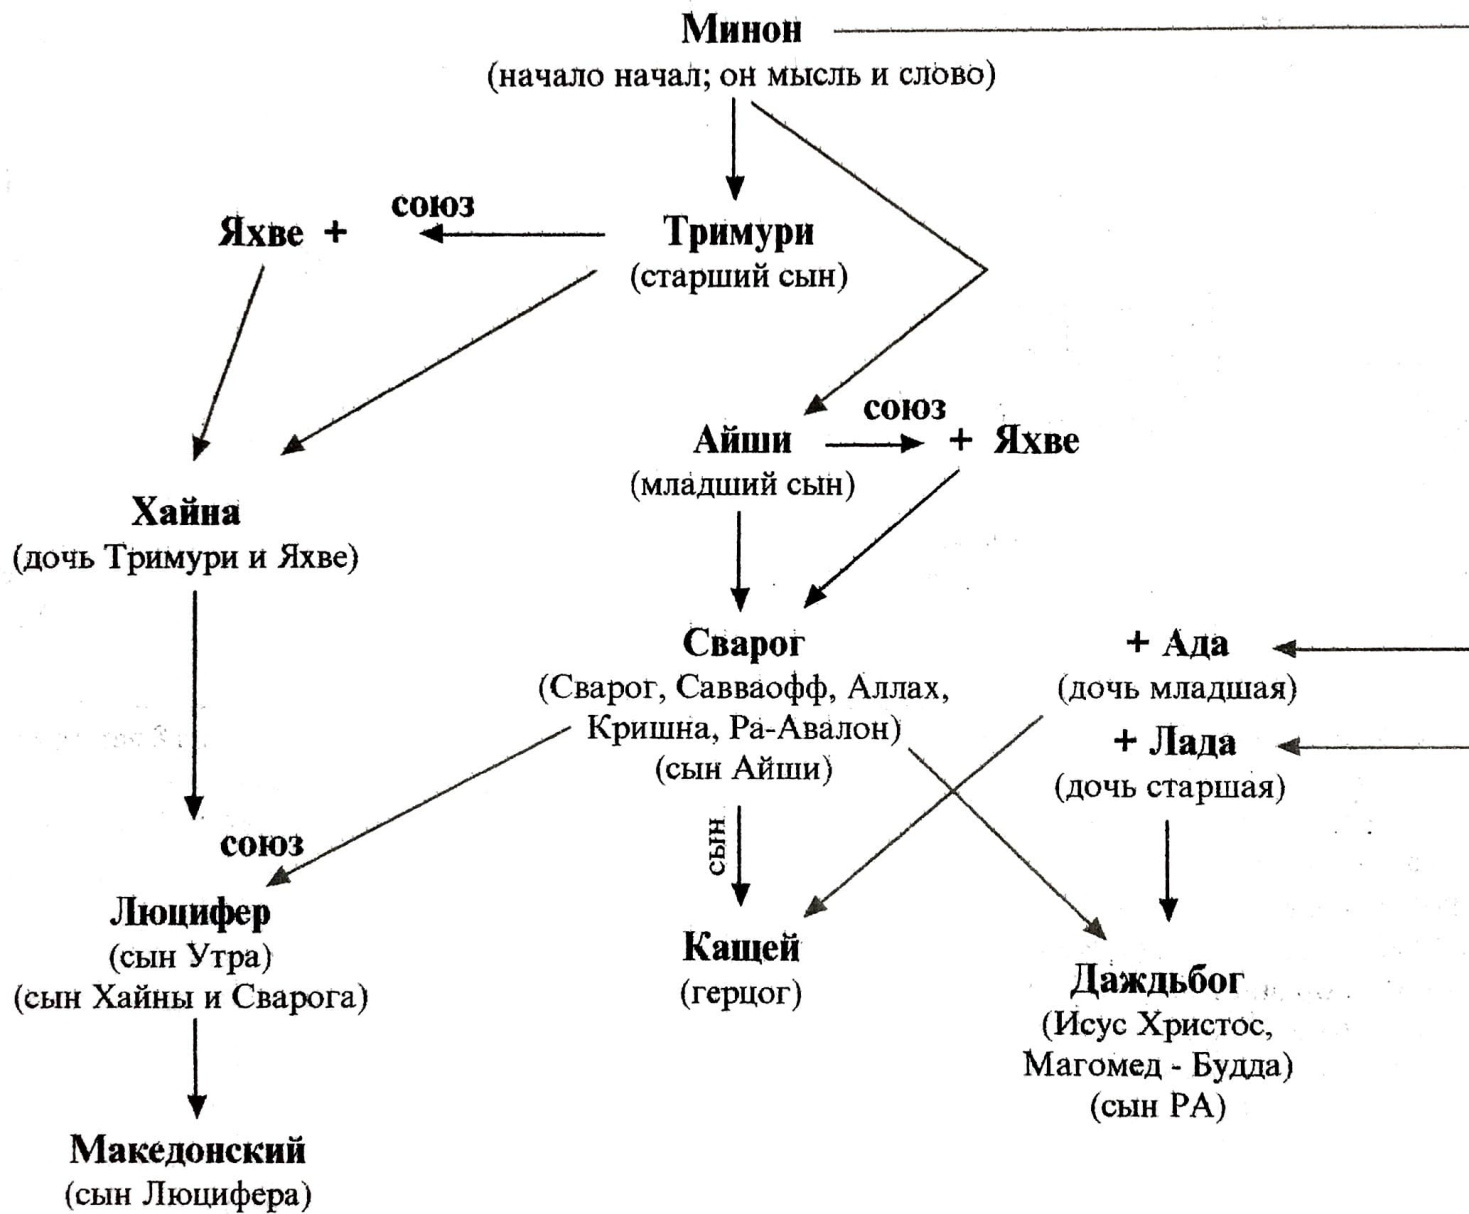 Минон
(начало начал; он мысль и слово)
Яхве +
союз
Тримури
(старший сын)
Айши
(младший сын)
союз
+ Яхве
Хайна
(дочь Тримури и Яхве)
Сварог
(Сварог, Савваофф, Аллах,
Кришна, Ра-Авалон)
(сын Айши)
+ Ада
(дочь младшая)
+ Лада
(дочь старшая)
союз
сын
Люцифер
(сын Утра)
(сын Хайны и Сварога)
Кащей
(герцог)
Даждьбог
(Исус Христос,
Магомед - Будда)
(сын РА)
Македонский
(сын Люцифера)